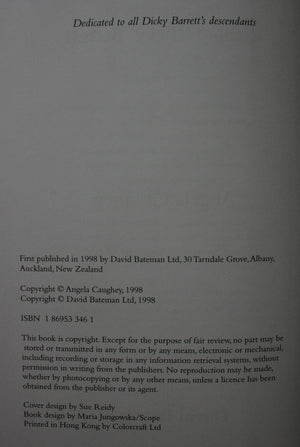 Dedicated to all Dicky Barrett's descendants
First published in 1998 by David Bateman Ltd, 30 Tarndale Grove, Albany,
Auckland, New Zealand
Copyright © Angela Caughey, 1998
Copyright © David Bateman Ltd, 1998
ISBN 1 86953 346 1
This book is copyright. Except for the purpose of fair review, no part may be
stored or transmitted in any form or by any means, electronic or mechanical,
including recording or storage in any information retrieval systems, without
permission in writing from the publishers. No reproduction may be made,
whether by photocopying or by any other means, unless a licence has been
obtained from the publisher or its agent.
Cover design by Sue Reidy
Book design by Maria Jungowska/Scope
Printed in Hong Kong by Colorcraft Ltd